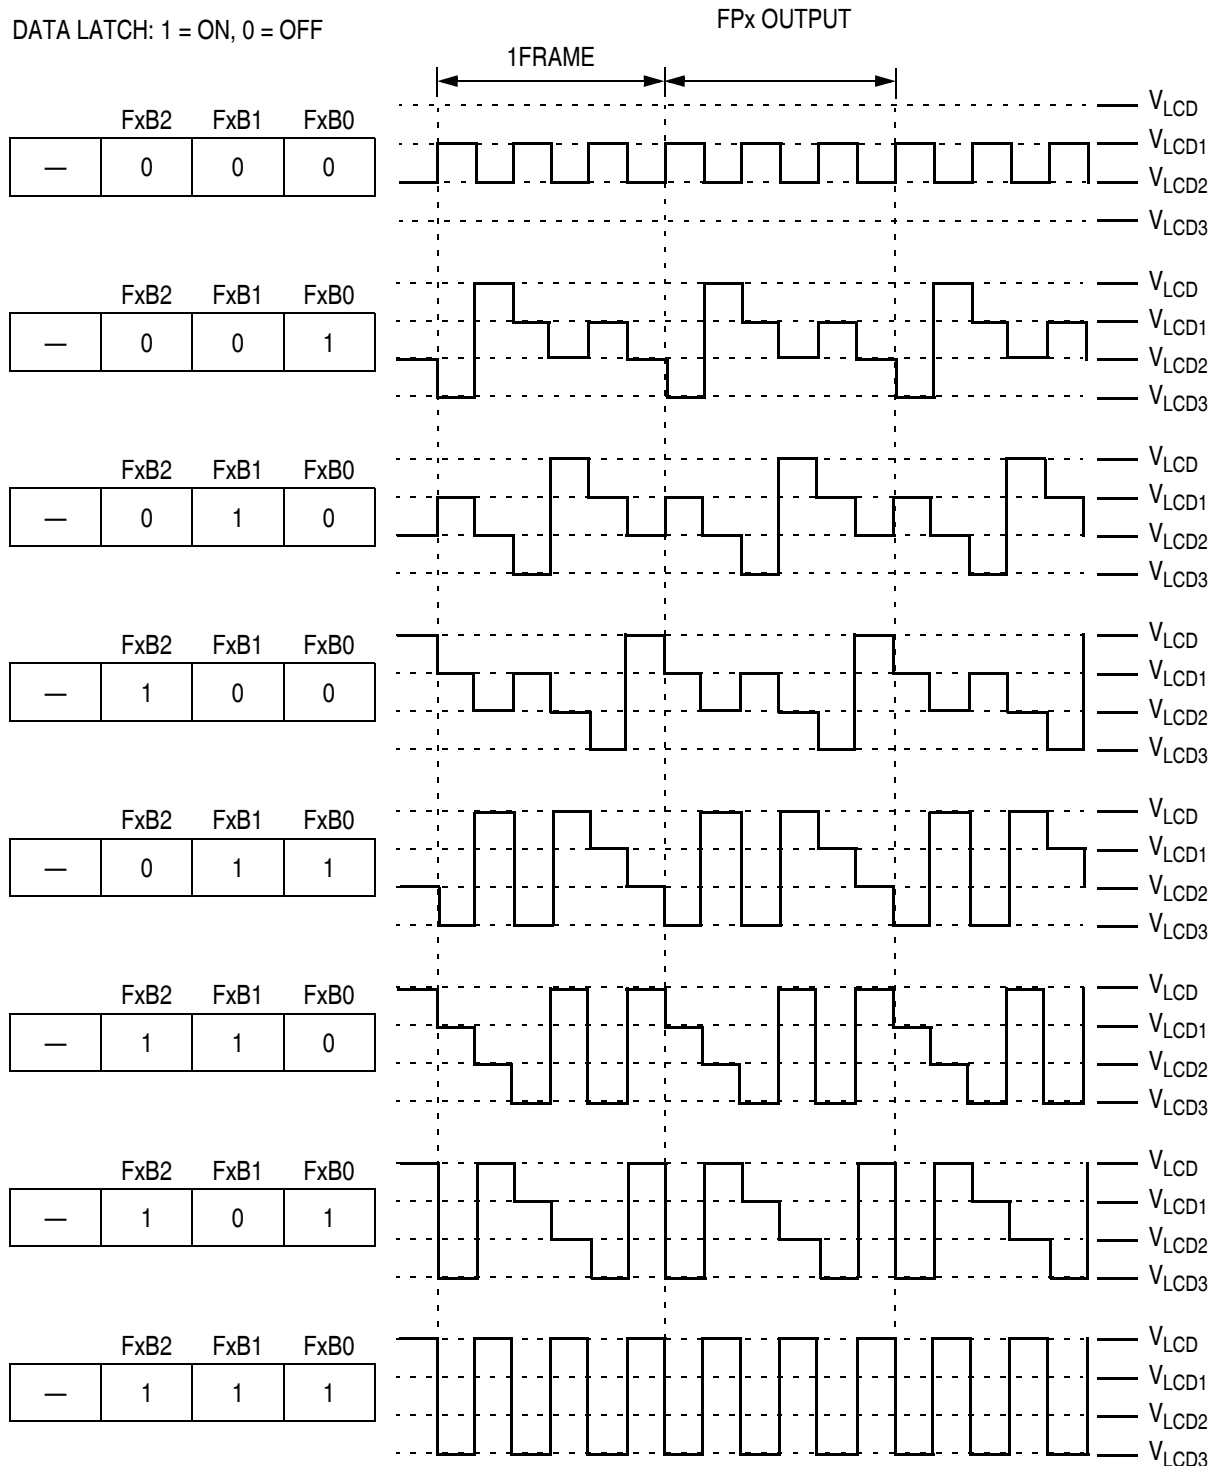 DATA LATCH: 1 = ON, 0 = OFF
FPx OUTPUT
1FRAME
FxB2 FxB1 FxB0
— 0 0 0
VLCD
VLCD1
VLCD2
VLCD3
FxB2 FxB1 FxB0
— 0 0 1
VLCD
VLCD1
VLCD2
VLCD3
FxB2 FxB1 FxB0
— 0 1 0
VLCD
VLCD1
VLCD2
VLCD3
FxB2 FxB1 FxB0
— 1 0 0
VLCD
VLCD1
VLCD2
VLCD3
FxB2 FxB1 FxB0
— 0 1 1
VLCD
VLCD1
VLCD2
VLCD3
FxB2 FxB1 FxB0
— 1 1 0
VLCD
VLCD1
VLCD2
VLCD3
FxB2 FxB1 FxB0
— 1 0 1
VLCD
VLCD1
VLCD2
VLCD3
FxB2 FxB1 FxB0
— 1 1 1
VLCD
VLCD1
VLCD2
VLCD3